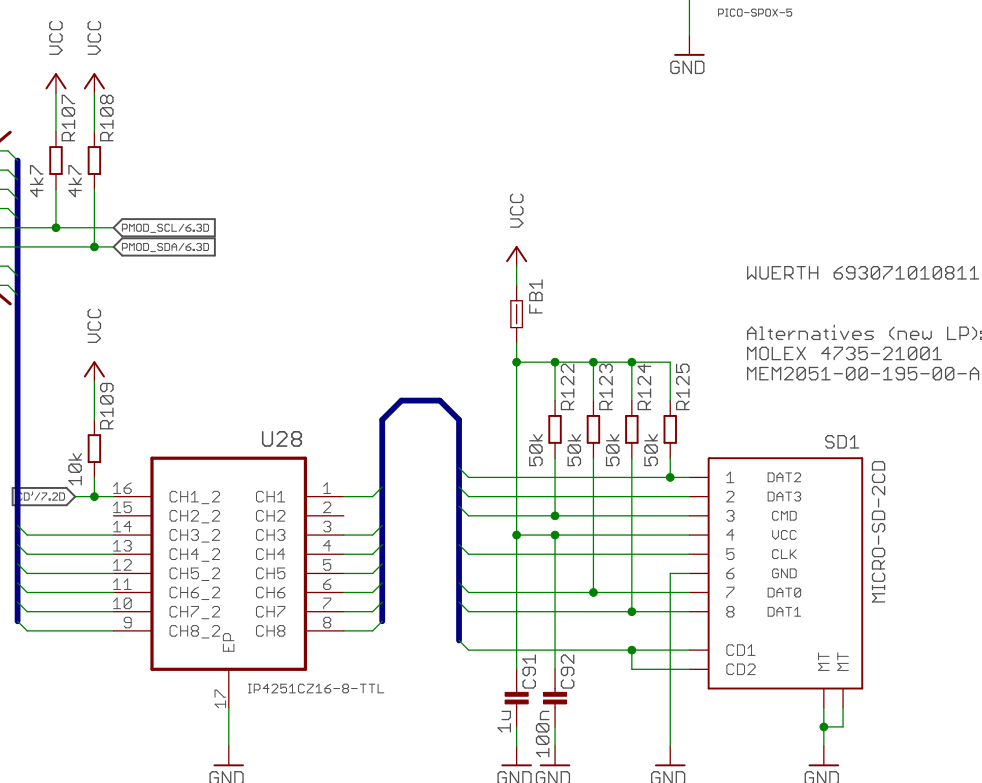 PICO-SPOX-5
GND
VCC
VCC
R107
R108
4k7
4k7
PMOD_SCL/6.3D
PMOD_SDA/6.3D
VCC
R109
10k
CD'/7.2D
U28
16 CH1_2 CH1 1
15 CH2_2 CH2 2
14 CH3_2 CH3 3
13 CH4_2 CH4 4
12 CH5_2 CH5 5
11 CH6_2 CH6 6
10 CH7_2 CH7 7
9 CH8_2 CH8 8
EP
17
IP4251CZ16-8-TTL
GND
VCC
FB1
R122
R123
R124
R125
50k
50k
50k
50k
WUERTH 693071010811
Alternatives (new LP):
MOLEX 4735-21001
MEM2051-00-195-00-A
SD1
MICRO-SD-2CD
1 DAT2
2 DAT3
3 CMD
4 VCC
5 CLK
6 GND
7 DAT0
8 DAT1
CD1
CD2
MT
MT
C91
C92
1u
100n
GND
GND
GND
GND